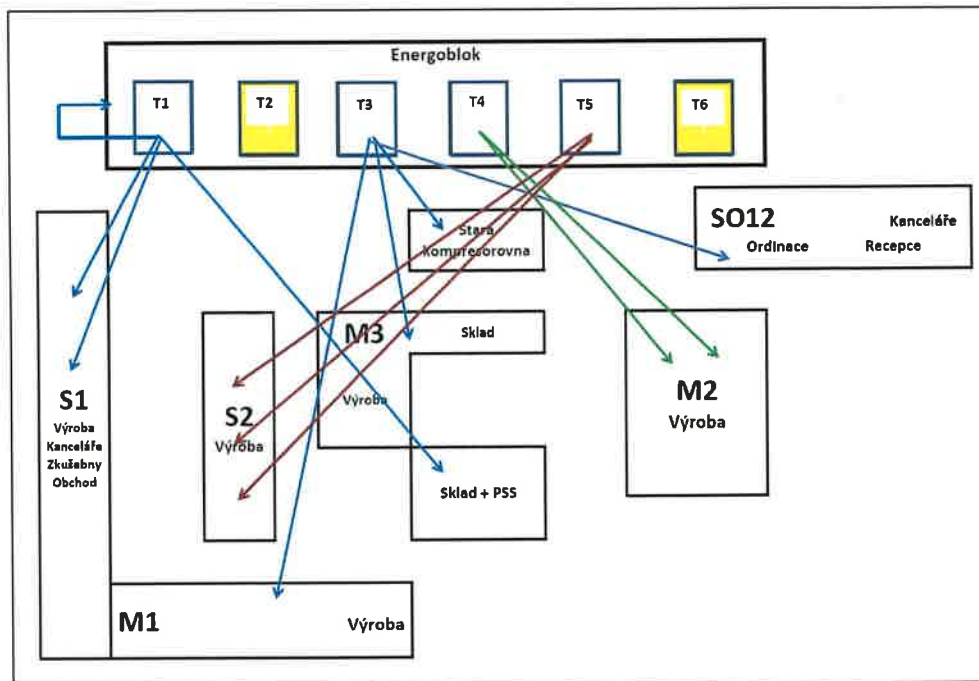 Energoblok
T1
T2
T3
T4
T5
T6
Stara
Kompresorovna
SO12
Kanceláře
Ordinace
Recepce
M3
Sklad
Výroba
S1
Výroba
Kanceláře
Zkušabny
Obchod
S2
Výroba
M2
Výroba
Sklad + PSS
M1
Výroba